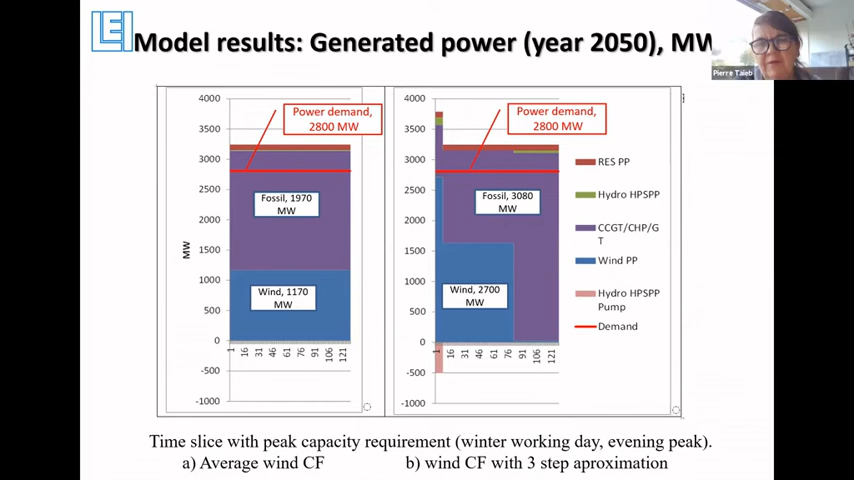 LEI
Model results: Generated power (year 2050), MW
Pierre Taieb
4000
3500
3000
2500
2000
1500
1000
500
0
-500
-1000
MW
Power demand,
2800 MW
Fossil, 1970
MW
Wind, 1170
MW
1 16 31 46 61 76 91 106 121
4000
3500
3000
2500
2000
1500
1000
500
0
-500
-1000
Power demand,
2800 MW
Fossil, 3080
MW
Wind, 2700
MW
1 16 31 46 61 76 91 106 121
RES PP
Hydro HPSPP
CCGT/CHP/G
T
Wind PP
Hydro HPSPP
Pump
Demand
Time slice with peak capacity requirement (winter working day, evening peak).
a) Average wind CF
b) wind CF with 3 step aproximation